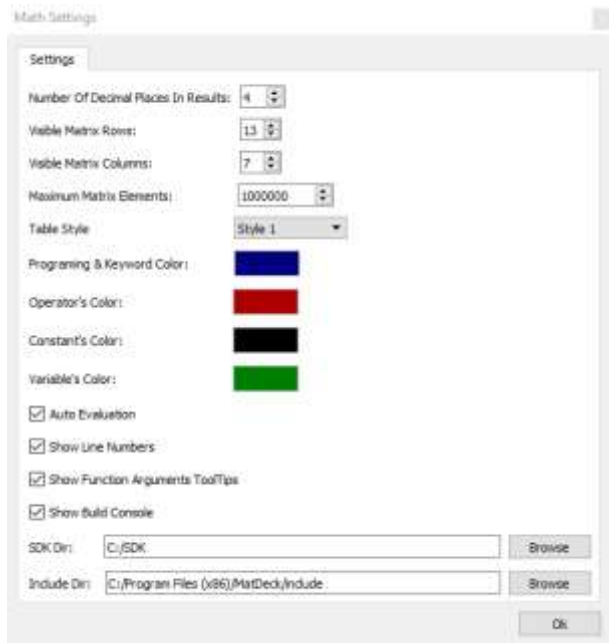 Math Settings
Settings
Number Of Decimal Places In Results: 4
Visible Matrix Rows: 13
Visible Matrix Columns: 7
Maximum Matrix Elements: 1000000
Table Style Style 1
Programing & Keyword Color:
Operator's Color:
Constant's Color:
Variable's Color:
Auto Evaluation
Show Line Numbers
Show Function Arguments ToolTips
Show Build Console
SDK Dir: C:/SDK Browse
Include Dir: C:/Program Files (x86)/MatDeck/include Browse
Ok